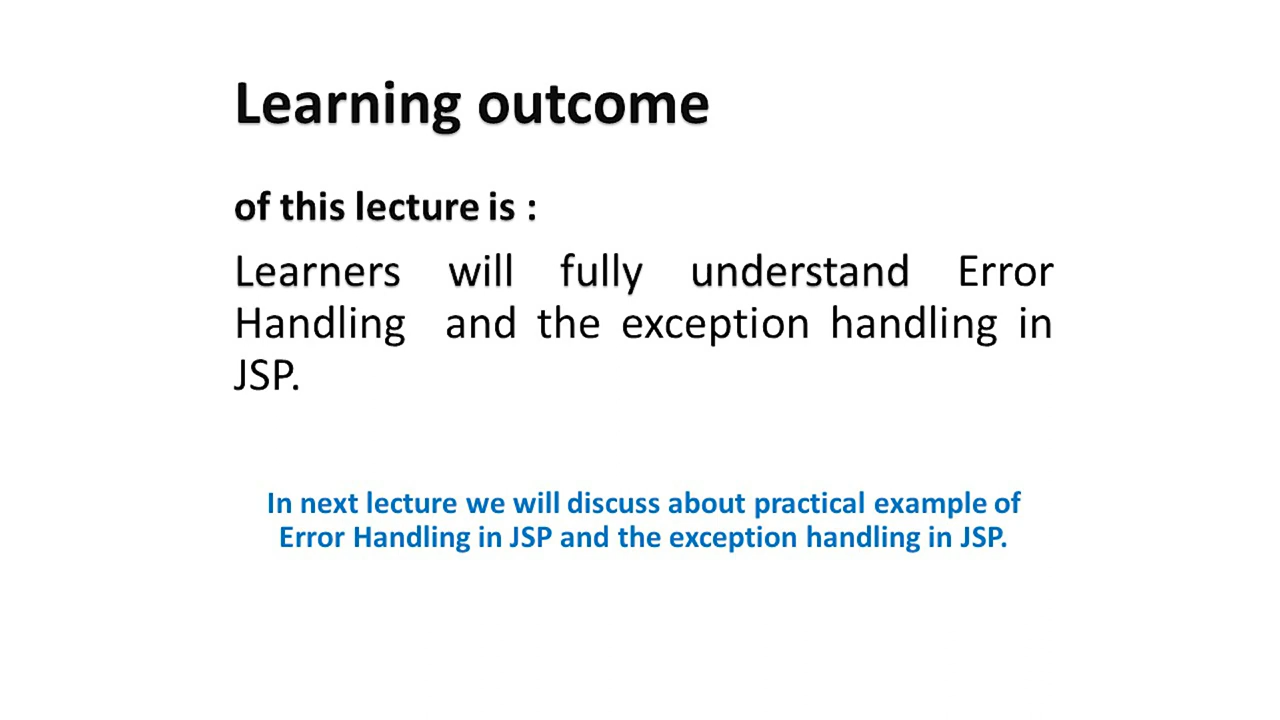 Learning outcome
of this lecture is :
Learners will fully understand Error
Handling and the exception handling in
JSP.
In next lecture we will discuss about practical example of
Error Handling in JSP and the exception handling in JSP.